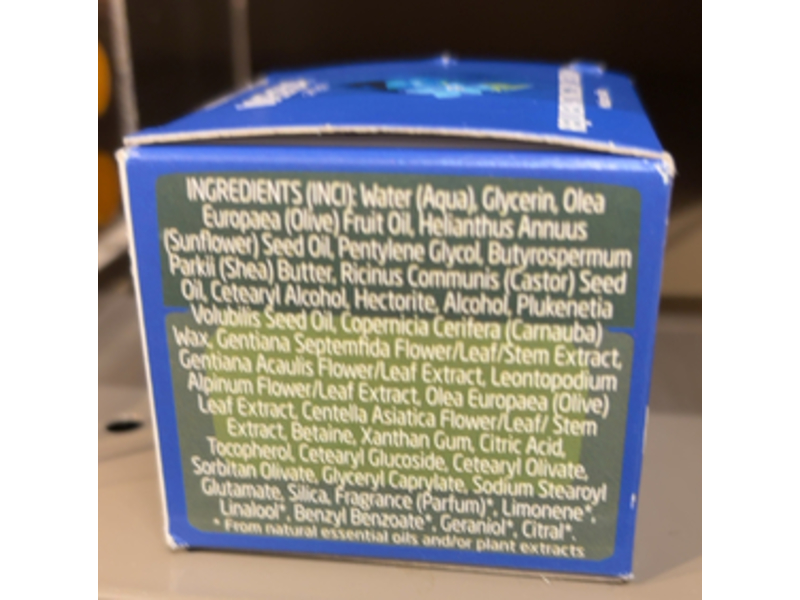 INGREDIENTS (INCI): Water (Aqua), Glycerin, Olea
Europaea (Olive) Fruit Oil, Helianthus Annuus
(Sunflower) Seed Oil, Pentylene Glycol, Butyrospermum
Parkii (Shea) Butter, Ricinus Communis (Castor) Seed
Oil, Cetearyl Alcohol, Hectorite, Alcohol, Plukenetia
Volubilis Seed Oil, Copernicia Cerifera (Carnauba)
Wax, Gentiana Septemfida Flower/Leaf/Stem Extract,
Gentiana Acaulis Flower/Leaf Extract, Leontopodium
Alpinum Flower/Leaf Extract, Olea Europaea (Olive)
Leaf Extract, Centella Asiatica Flower/Leaf/ Stem
Extract, Betaine, Xanthan Gum, Citric Acid,
Tocopherol, Cetearyl Glucoside, Cetearyl Olivate,
Sorbitan Olivate, Glyceryl Caprylate, Sodium Stearoyl
Glutamate, Silica, Fragrance (Parfum)*, Limonene*,
Linalool*, Benzyl Benzoate*, Geraniol*, Citral*.
* From natural essential oils and/or plant extracts